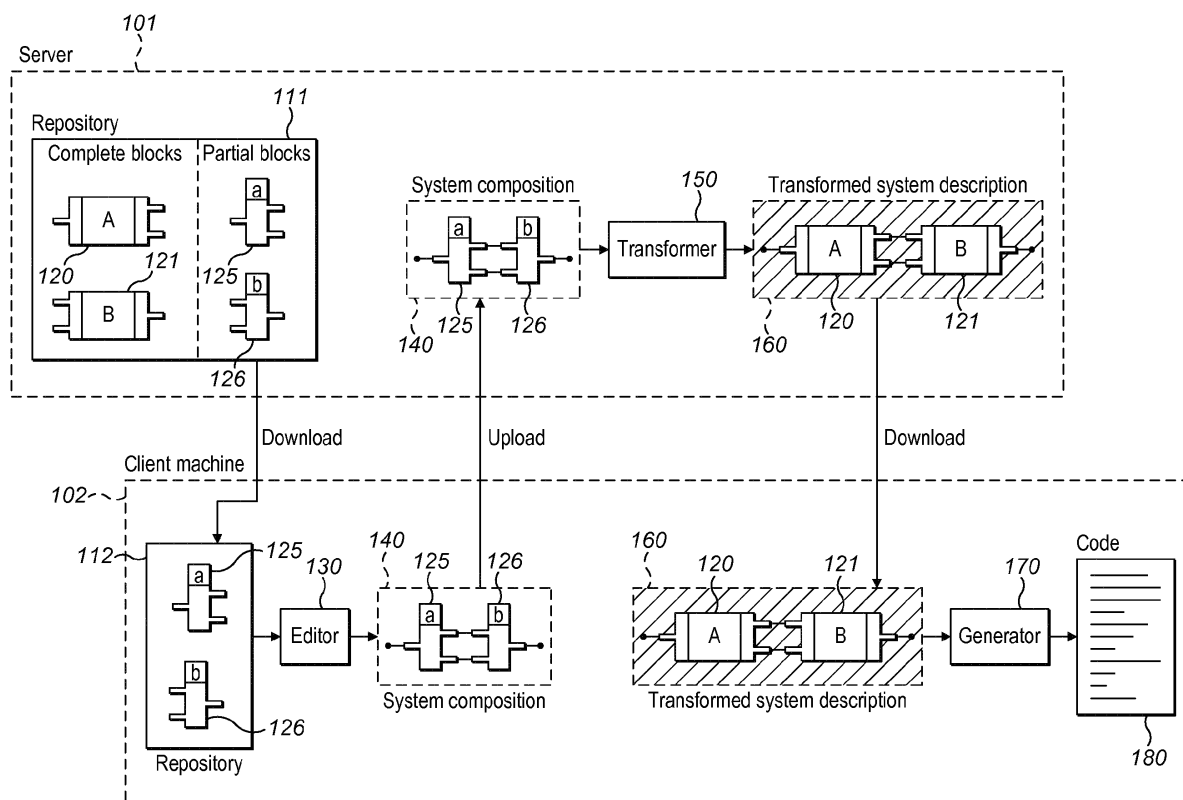 101
Server
111
Repository
Complete blocks
Partial blocks
a
A
120
121
125
b
B
126
System composition
a
b
125
126
140
150
Transformer
Transformed system description
A
B
120
121
160
Download
Upload
Download
Client machine
102
112
125
a
b
126
Repository
130
Editor
140
125
126
a
b
System composition
160
120
121
A
B
Transformed system description
170
Generator
Code
180